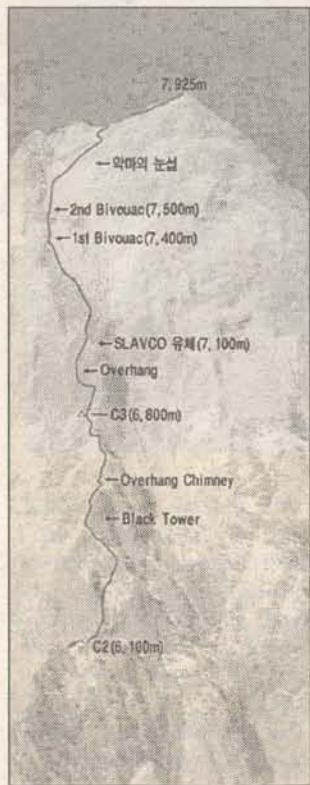 7,925m
←악마의 눈썹
←2nd Bivouac(7,500m)
←1st Bivouac(7,400m)
←SLAVCO 유체(7,100m)
←Overhang
←C3(6,800m)
←Overhang Chimney
←Black Tower
C2(6,100m)